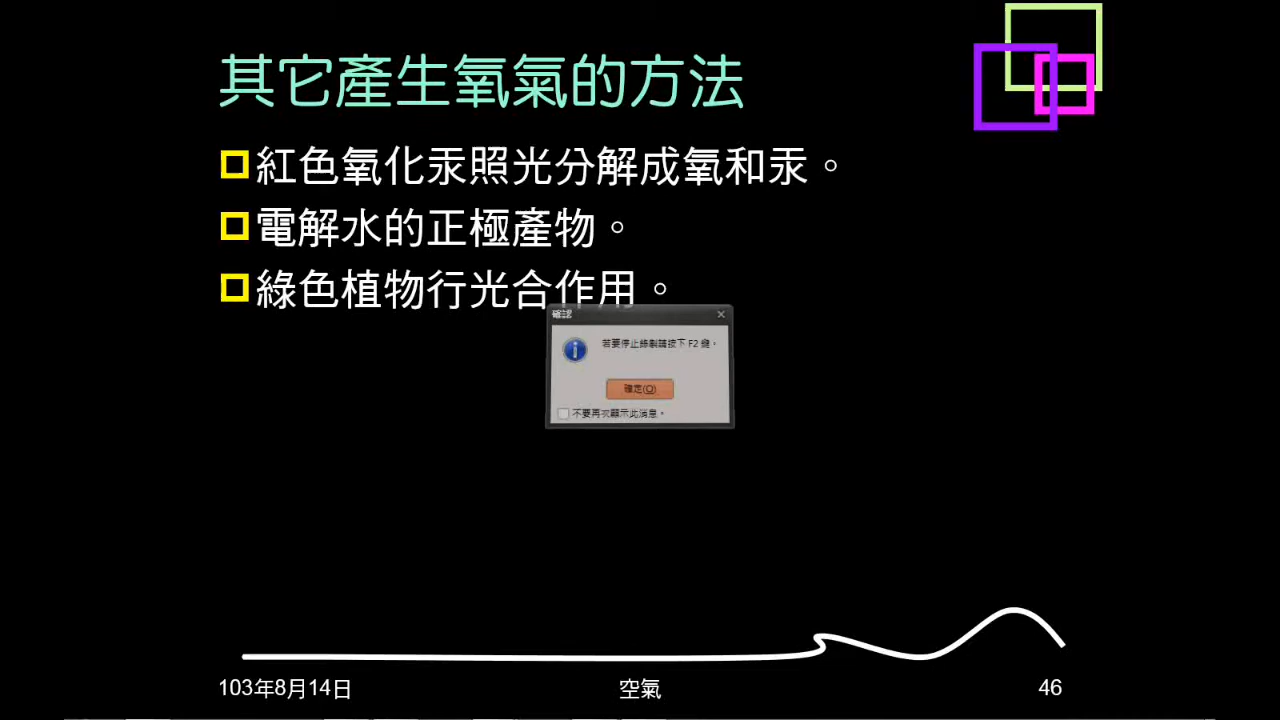 其它產生氧氣的方法
紅色氧化汞照光分解成氧和汞。
電解水的正極產物。
綠色植物行光合作用。
確認
若要停止錄製請按下 F2 鍵。
確定(O)
不要再次顯示此消息。
103年8月14日
空氣
46